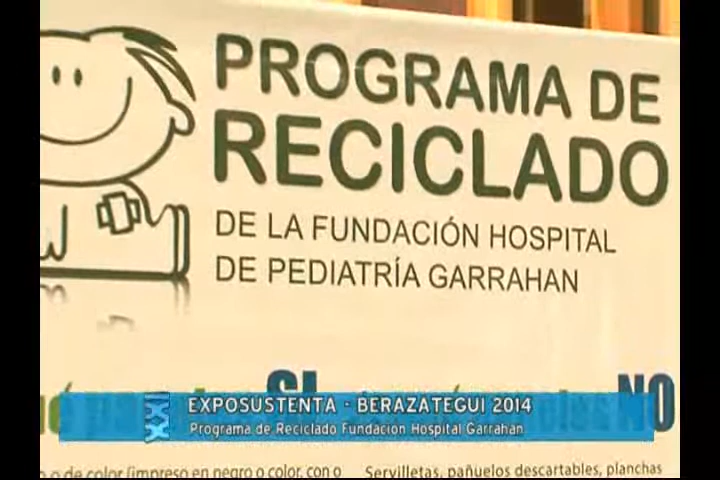 PROGRAMA DE
RECICLADO
DE LA FUNDACIÓN HOSPITAL
DE PEDIATRÍA GARRAHAN
SI
NO
EXPOSUSTENTA - BERAZATEGUI 2014
Programa de Reciclado Fundacion Hospital Garrahan
o de color (impreso en negro o color, con o
Servilletas, pañuelos descartables, planchas